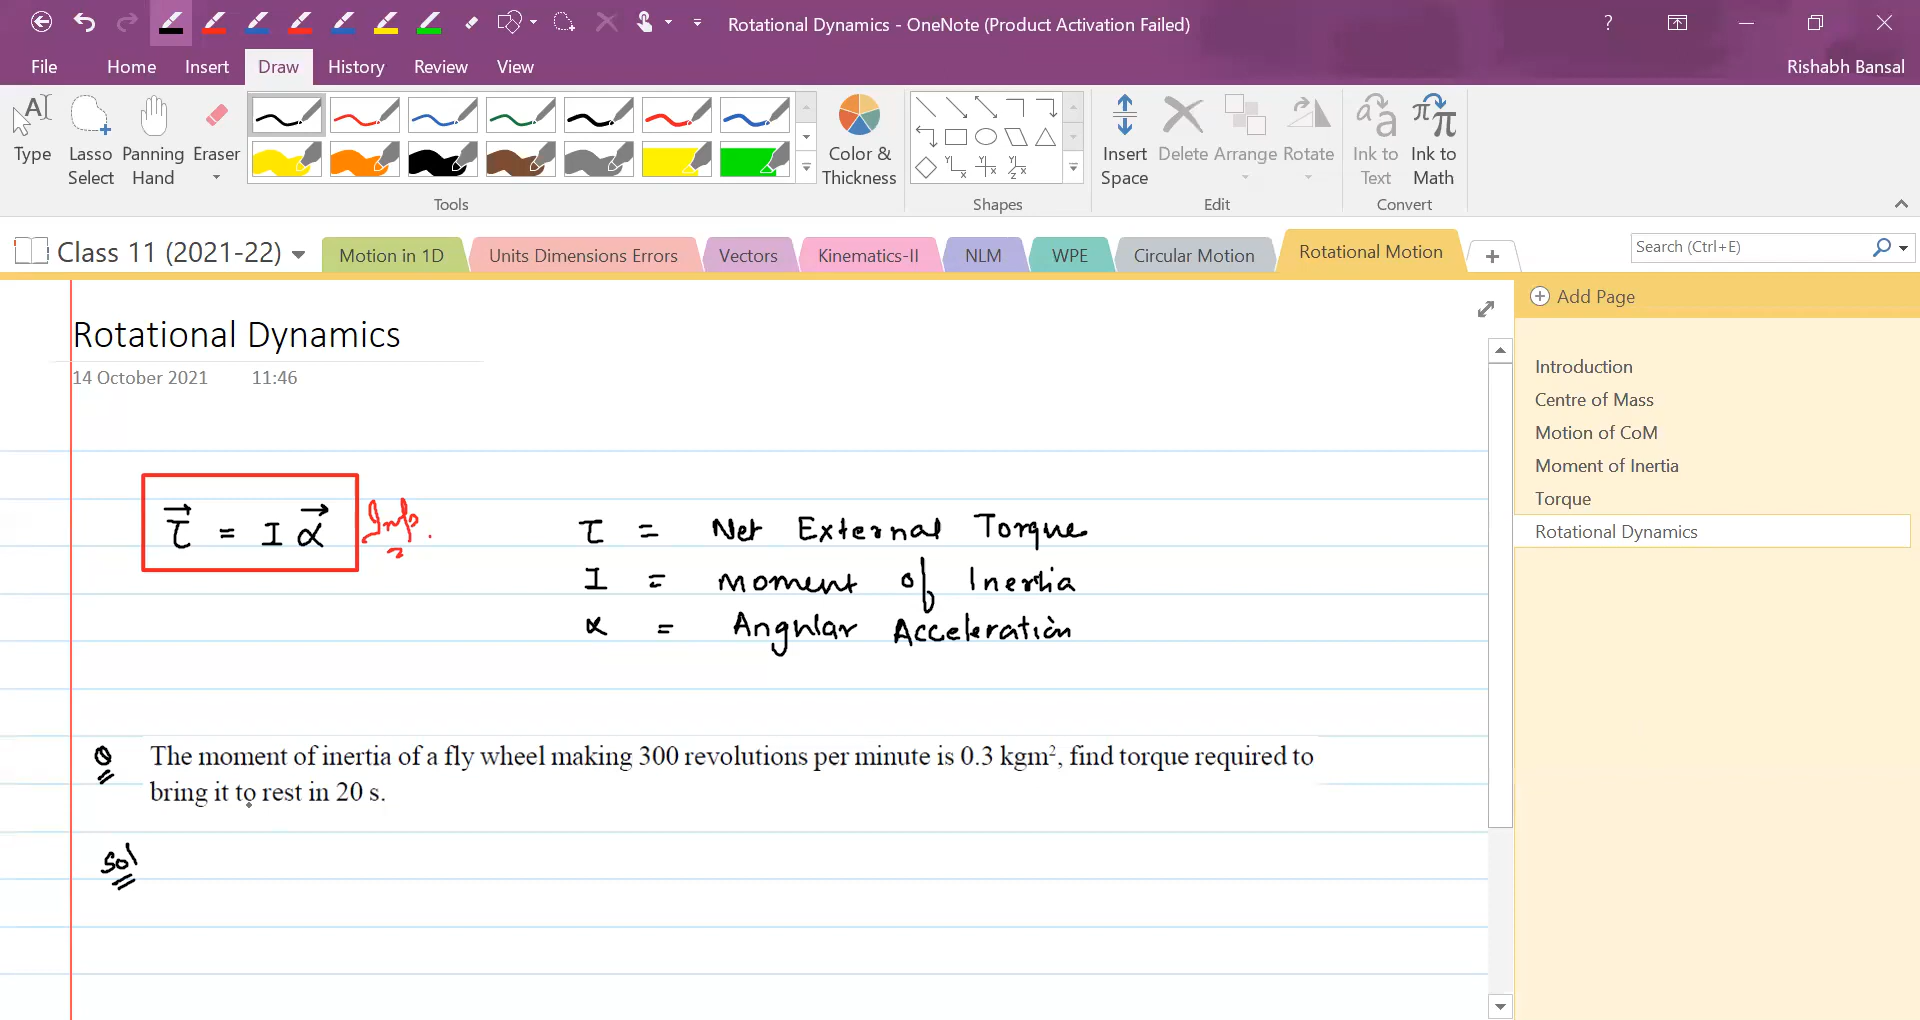 Rotational Dynamics - OneNote (Product Activation Failed)
?
File Home Insert Draw History Review View
Rishabh Bansal
Type
Lasso Select
Panning Hand
Eraser
Color & Thickness
Insert Space
Delete
Arrange
Rotate
Ink to Text
Ink to Math
Tools
Shapes
Edit
Convert
Class 11 (2021-22)
Motion in 1D
Units Dimensions Errors
Vectors
Kinematics-II
NLM
WPE
Circular Motion
Rotational Motion
Search (Ctrl+E)
Add Page
Introduction
Centre of Mass
Motion of CoM
Moment of Inertia
Torque
Rotational Dynamics
Rotational Dynamics
14 October 2021 11:46
τ⃗ = I α⃗
τ = Net External Torque
I = Moment of Inertia
α = Angular Acceleration
Q The moment of inertia of a fly wheel making 300 revolutions per minute is 0.3 kgm², find torque required to
bring it to rest in 20 s.
Sol